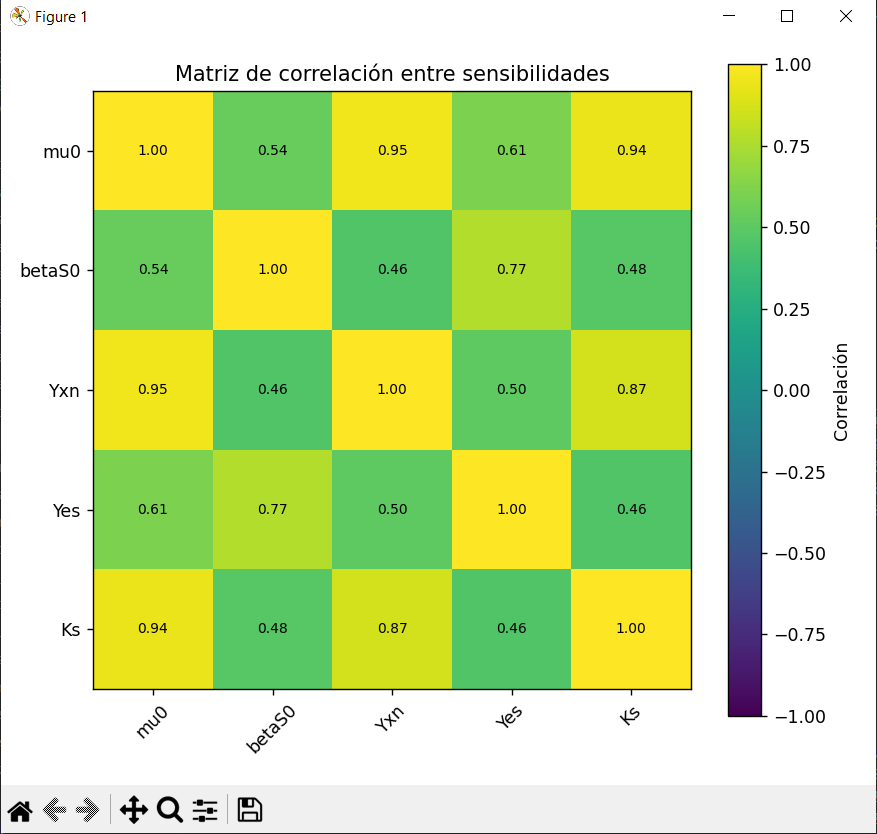 Figure 1
Matriz de correlación entre sensibilidades
mu0 1.00 0.54 0.95 0.61 0.94
betaS0 0.54 1.00 0.46 0.77 0.48
Yxn 0.95 0.46 1.00 0.50 0.87
Yes 0.61 0.77 0.50 1.00 0.46
Ks 0.94 0.48 0.87 0.46 1.00
mu0 betaS0 Yxn Yes Ks
1.00
0.75
0.50
0.25
0.00
−0.25
−0.50
−0.75
−1.00
Correlación